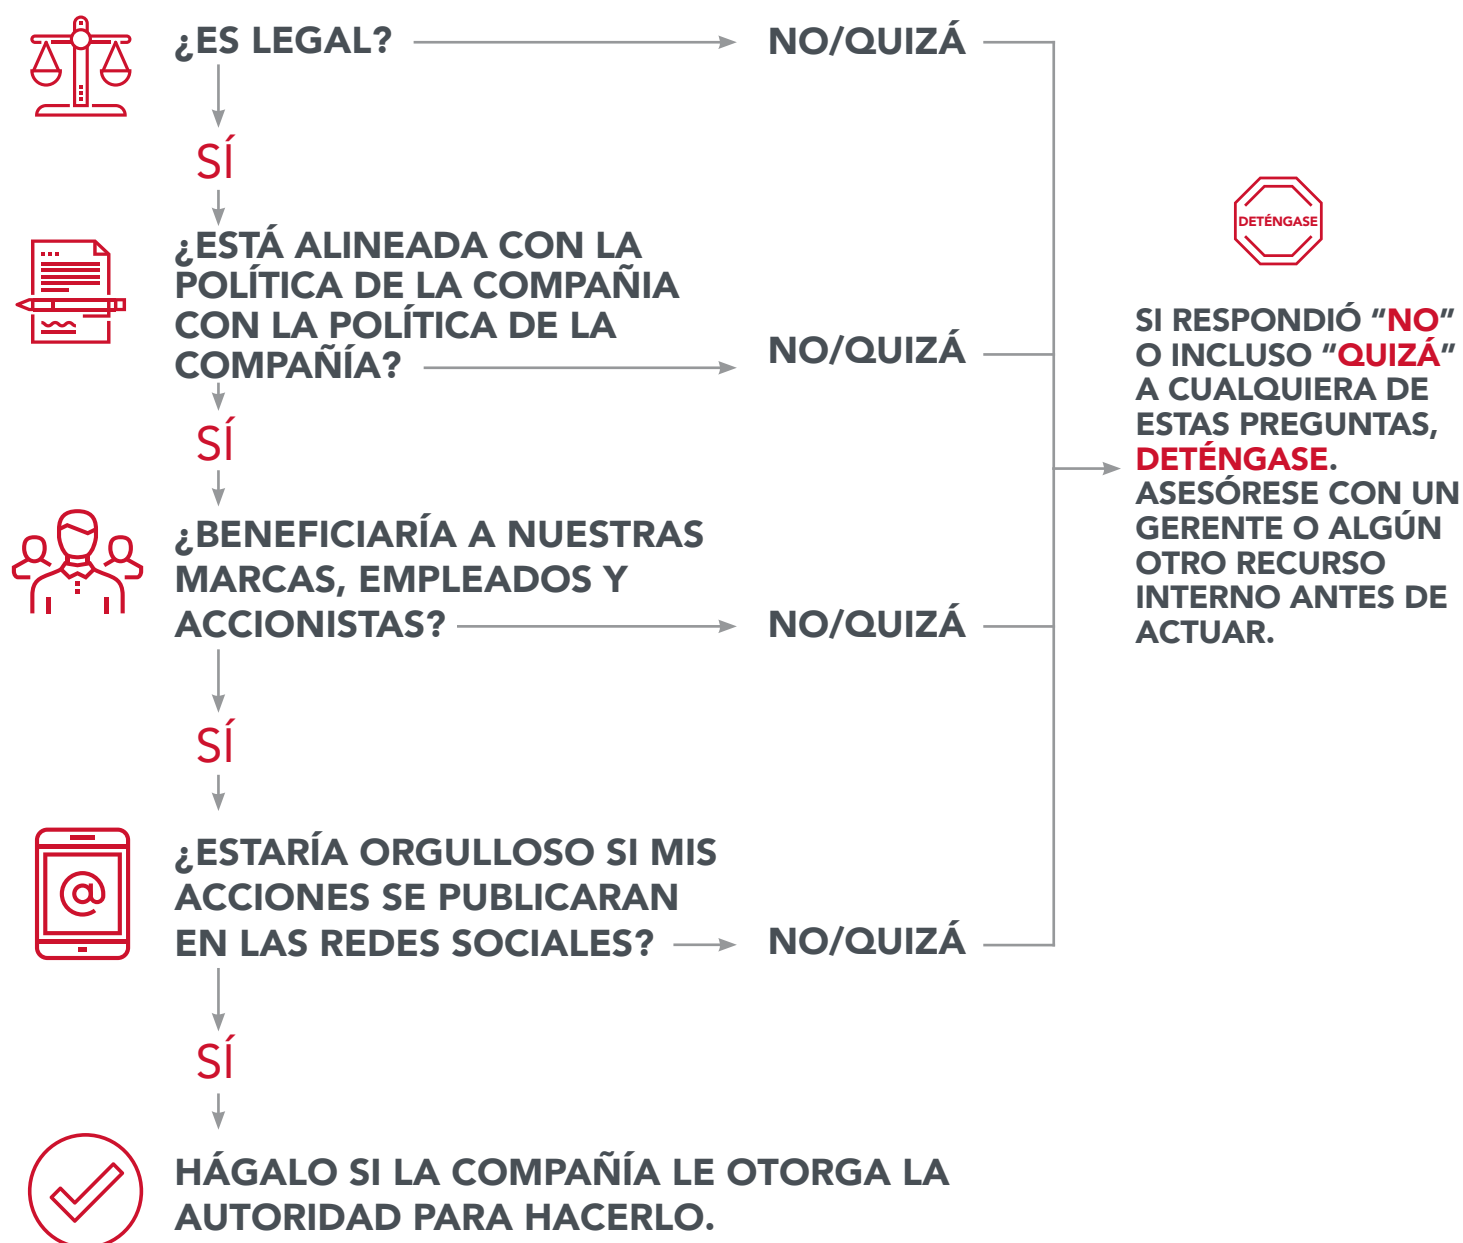 ¿ES LEGAL?
NO/QUIZÁ
SÍ
¿ESTÁ ALINEADA CON LA
POLÍTICA DE LA COMPAÑIA
CON LA POLÍTICA DE LA
COMPAÑÍA?
NO/QUIZÁ
SÍ
¿BENEFICIARÍA A NUESTRAS
MARCAS, EMPLEADOS Y
ACCIONISTAS?
NO/QUIZÁ
SÍ
@
¿ESTARÍA ORGULLOSO SI MIS
ACCIONES SE PUBLICARAN
EN LAS REDES SOCIALES?
NO/QUIZÁ
SÍ
HÁGALO SI LA COMPAÑÍA LE OTORGA LA
AUTORIDAD PARA HACERLO.
DETÉNGASE
SI RESPONDIÓ "NO"
O INCLUSO "QUIZÁ"
A CUALQUIERA DE
ESTAS PREGUNTAS,
DETÉNGASE.
ASESÓRESE CON UN
GERENTE O ALGÚN
OTRO RECURSO
INTERNO ANTES DE
ACTUAR.